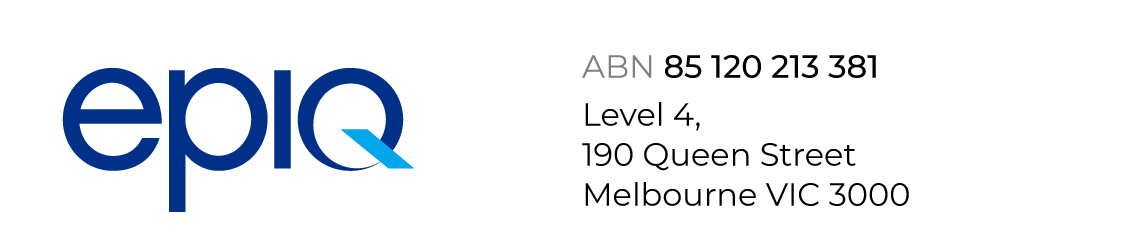 epiq
ABN 85 120 213 381
Level 4,
190 Queen Street
Melbourne VIC 3000